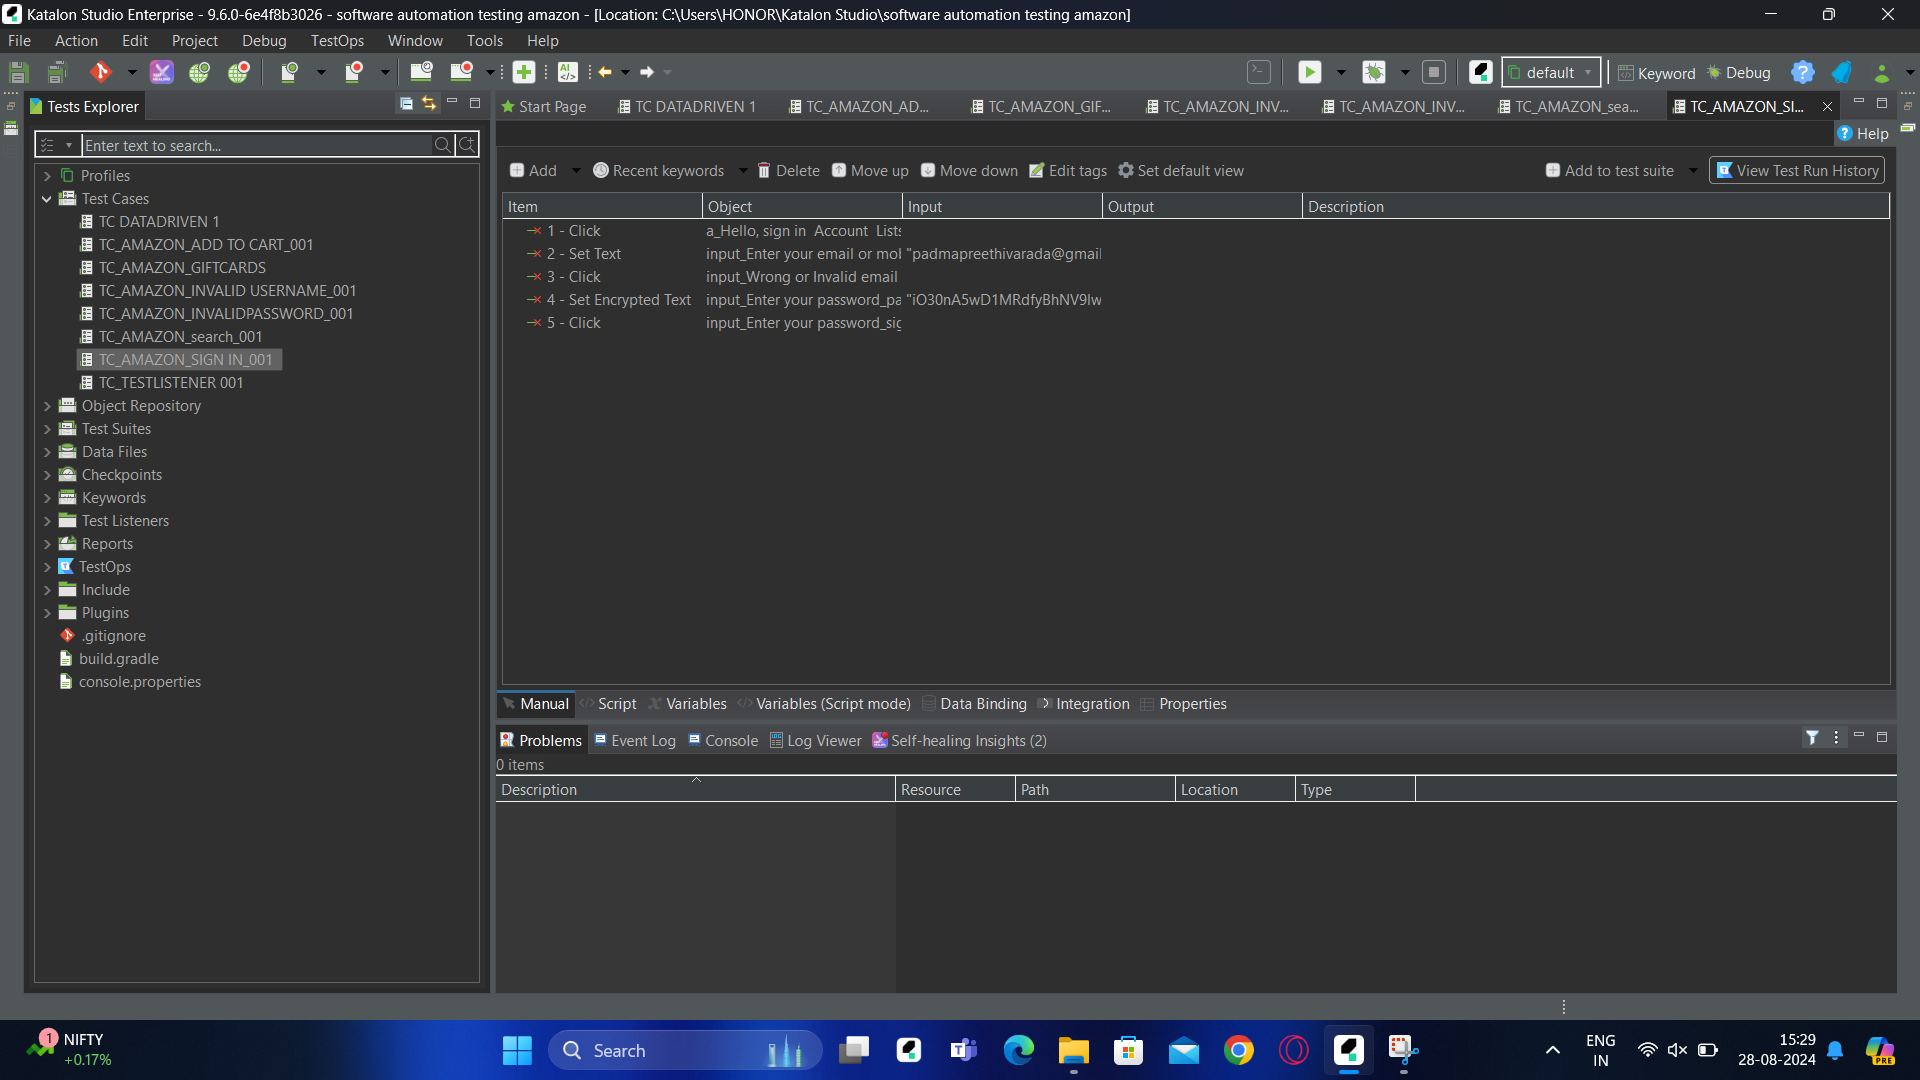 Katalon Studio Enterprise - 9.6.0-6e4f8b3026 - software automation testing amazon - [Location: C:\Users\HONOR\Katalon Studio\software automation testing amazon]
File Action Edit Project Debug TestOps Window Tools Help
default Keyword Debug
Tests Explorer
Start Page TC DATADRIVEN 1 TC_AMAZON_AD... TC_AMAZON_GIF... TC_AMAZON_INV... TC_AMAZON_INV... TC_AMAZON_sea... TC_AMAZON_SI...
Help
Enter text to search...
Add Recent keywords Delete Move up Move down Edit tags Set default view Add to test suite View Test Run History
Profiles
Test Cases
TC DATADRIVEN 1
TC_AMAZON_ADD TO CART_001
TC_AMAZON_GIFTCARDS
TC_AMAZON_INVALID USERNAME_001
TC_AMAZON_INVALIDPASSWORD_001
TC_AMAZON_search_001
TC_AMAZON_SIGN IN_001
TC_TESTLISTENER 001
Object Repository
Test Suites
Data Files
Checkpoints
Keywords
Test Listeners
Reports
TestOps
Include
Plugins
.gitignore
build.gradle
console.properties
Item Object Input Output Description
1 - Click a_Hello, sign in Account Lists
2 - Set Text input_Enter your email or mol "padmapreethivarada@gmail
3 - Click input_Wrong or Invalid email
4 - Set Encrypted Text input_Enter your password_pa "iO30nA5wD1MRdfyBhNV9Iw
5 - Click input_Enter your password_sig
Manual Script Variables Variables (Script mode) Data Binding Integration Properties
Problems Event Log Console Log Viewer Self-healing Insights (2)
0 items
Description Resource Path Location Type
1 NIFTY
+0.17%
Search
ENG
IN
15:29
28-08-2024
PRE